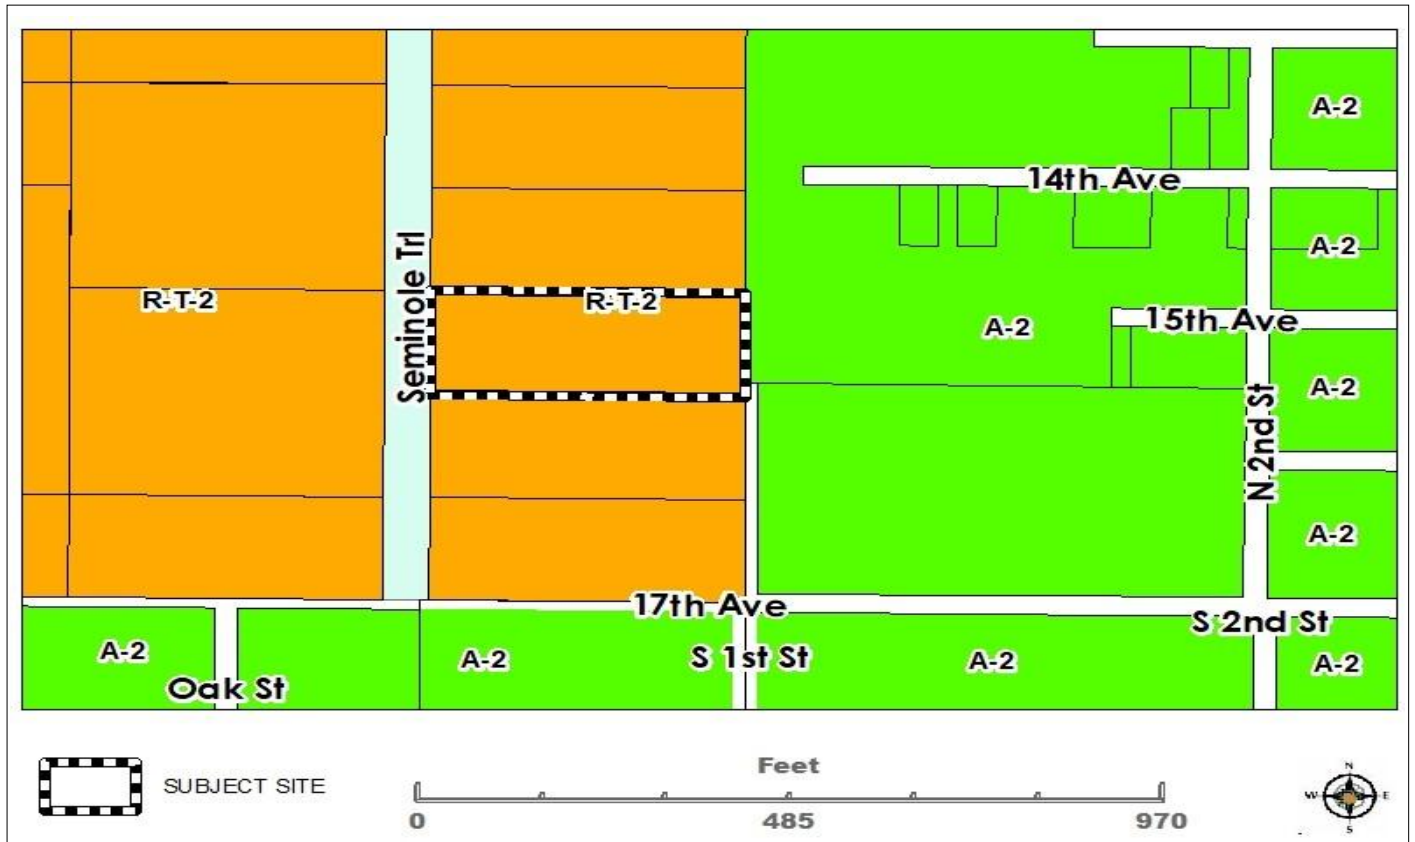 A-2
14th Ave
A-2
Seminole Trl
R-T-2
R-T-2
15th Ave
A-2
A-2
N 2nd St
A-2
17th Ave
S 2nd St
A-2
A-2
S 1st St
A-2
A-2
Oak St
SUBJECT SITE
Feet
0
485
970
N
W
E
S